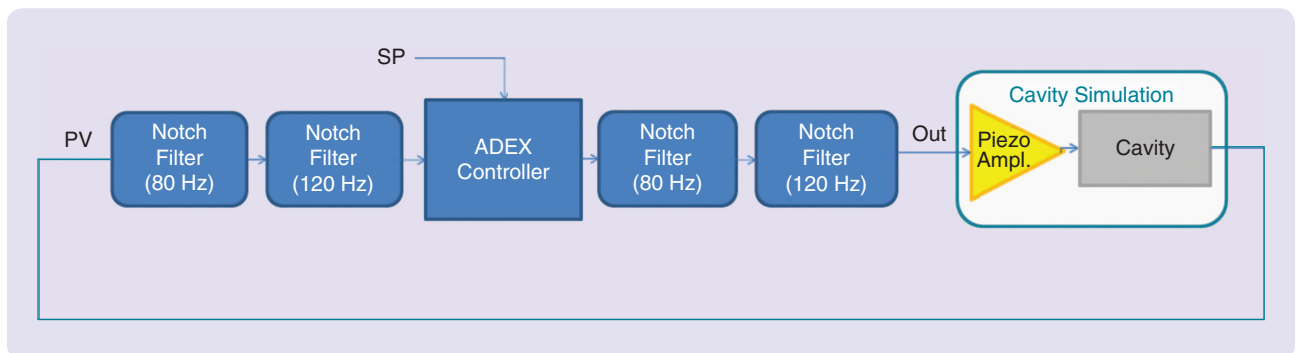 SP
PV
Notch
Filter
(80 Hz)
Notch
Filter
(120 Hz)
ADEX
Controller
Notch
Filter
(80 Hz)
Notch
Filter
(120 Hz)
Out
Cavity Simulation
Piezo
Ampl.
Cavity